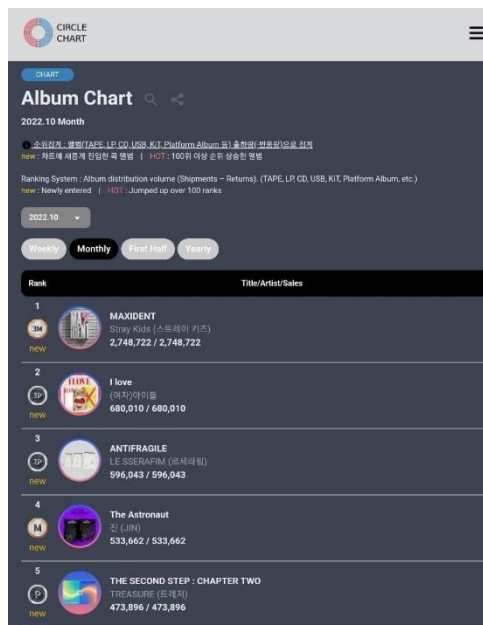 CIRCLE
CHART
CHART
Album Chart
2022.10 Month
순위집계 : 앨범(TAPE, LP, CD, USB, KiT, Platform Album 등) 출하량(-반품량)으로 집계
new : 차트에 새롭게 진입한 곡 앨범 | HOT : 100위 이상 순위 상승한 앨범
Ranking System : Album distribution volume (Shipments – Returns). (TAPE, LP, CD, USB, KiT, Platform Album, etc.)
new : Newly entered | HOT : Jumped up over 100 ranks
2022.10
Weekly Monthly First Half Yearly
Rank Title/Artist/Sales
1
3M
new
MAXIDENT
Stray Kids (스트레이 키즈)
2,748,722 / 2,748,722
2
new
I love
(여자)아이들
680,010 / 680,010
3
2P
new
ANTIFRAGILE
LE SSERAFIM (르세라핌)
596,043 / 596,043
4
M
new
The Astronaut
진 (JIN)
533,662 / 533,662
5
P
new
THE SECOND STEP : CHAPTER TWO
TREASURE (트레저)
473,896 / 473,896